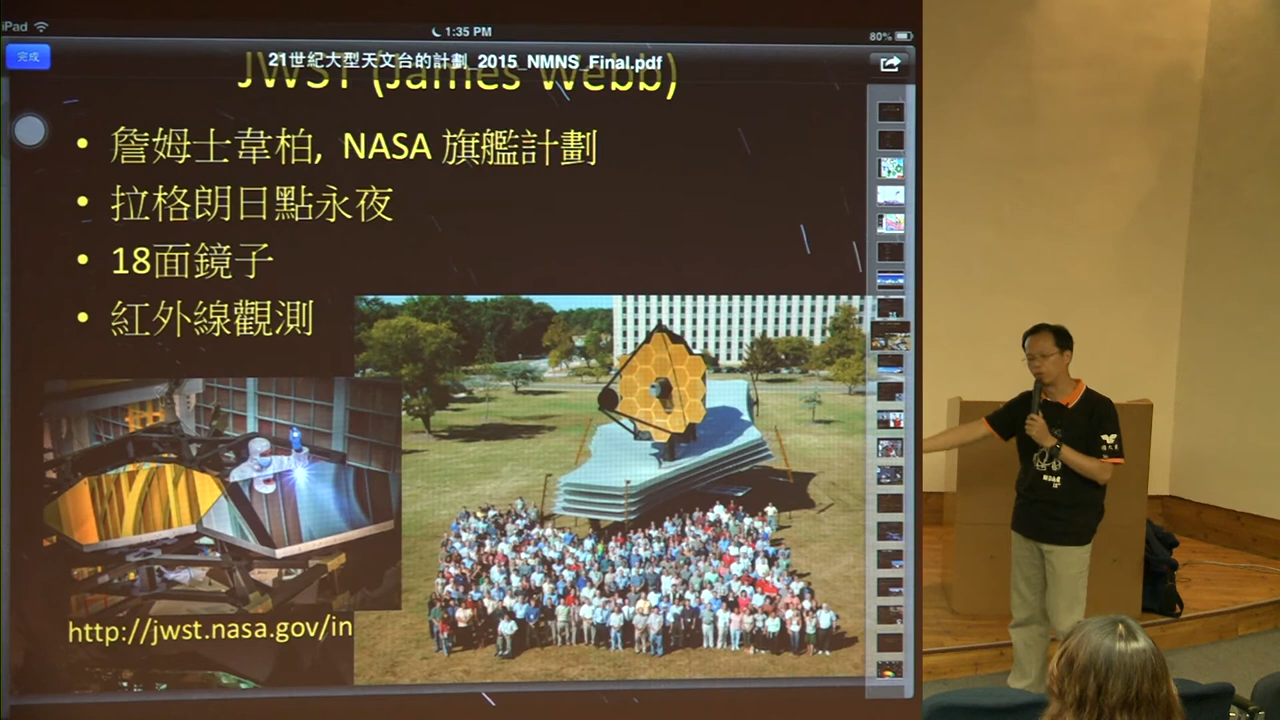 iPad
1:35 PM
80%
完成
21世紀大型天文台的計劃_2015_NMNS_Final.pdf
JWST (James Webb)
• 詹姆士韋柏, NASA 旗艦計劃
• 拉格朗日點永夜
• 18面鏡子
• 紅外線觀測
http://jwst.nasa.gov/in